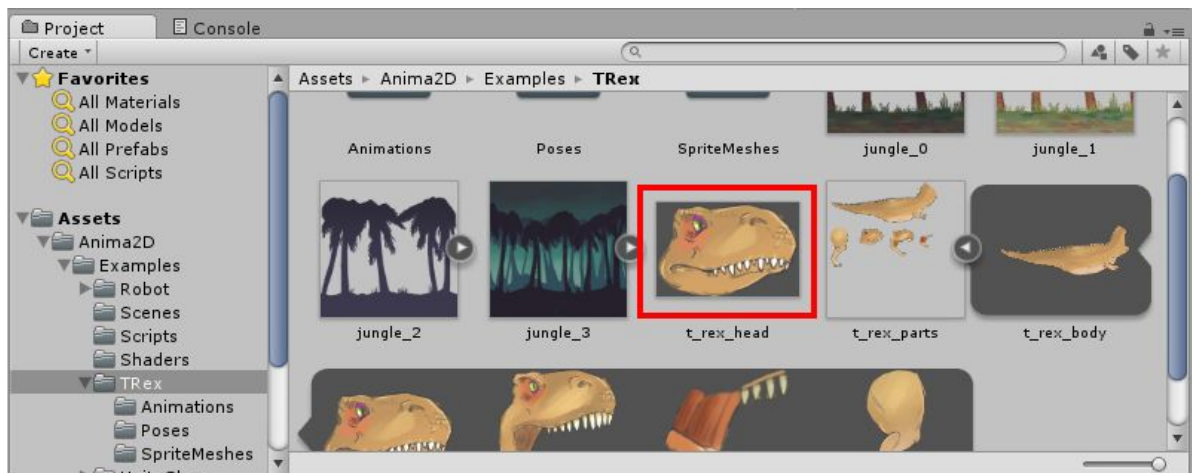 Project
Console
Create
Assets ▸ Anima2D ▸ Examples ▸ TRex
Favorites
All Materials
All Models
All Prefabs
All Scripts
Assets
Anima2D
Examples
Robot
Scenes
Scripts
Shaders
TRex
Animations
Poses
SpriteMeshes
Animations
Poses
SpriteMeshes
jungle_0
jungle_1
jungle_2
jungle_3
t_rex_head
t_rex_parts
t_rex_body